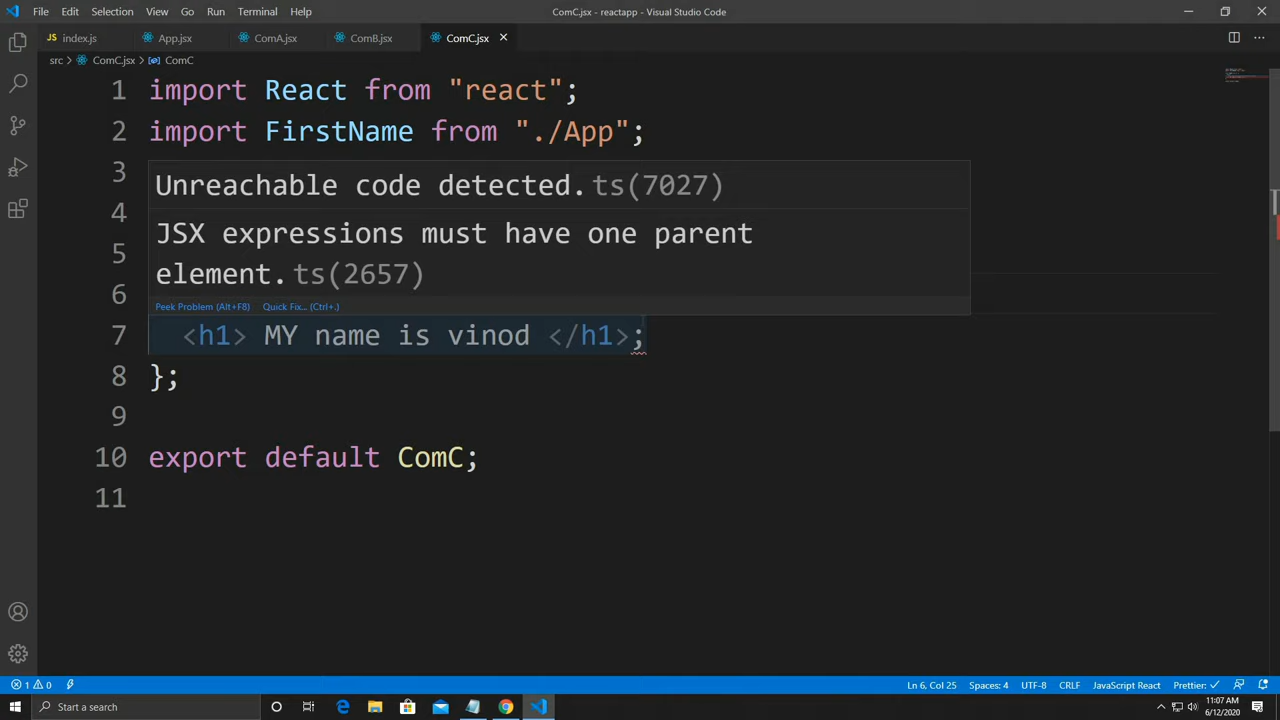 File Edit Selection View Go Run Terminal Help ComC.jsx - reactapp - Visual Studio Code
JS index.js App.jsx ComA.jsx ComB.jsx ComC.jsx
src > ComC.jsx > ComC
1 import React from "react";
2 import FirstName from "./App";
3
Unreachable code detected.ts(7027)
4
JSX expressions must have one parent
5
element.ts(2657)
6
Peek Problem (Alt+F8) Quick Fix... (Ctrl+.)
7 <h1> MY name is vinod </h1>;
8 };
9
10 export default ComC;
11
1 0 Ln 6, Col 25 Spaces: 4 UTF-8 CRLF JavaScript React Prettier: ✓
Start a search 11:07 AM
6/12/2020